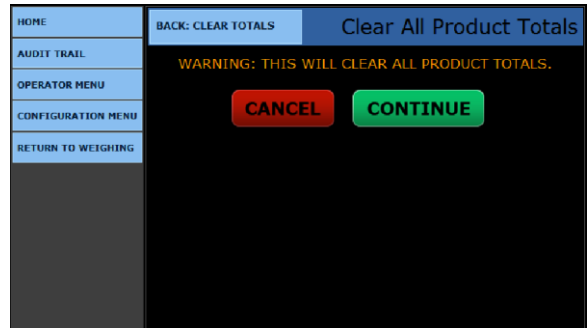 HOME
AUDIT TRAIL
OPERATOR MENU
CONFIGURATION MENU
RETURN TO WEIGHING
BACK: CLEAR TOTALS
Clear All Product Totals
WARNING: THIS WILL CLEAR ALL PRODUCT TOTALS.
CANCEL
CONTINUE